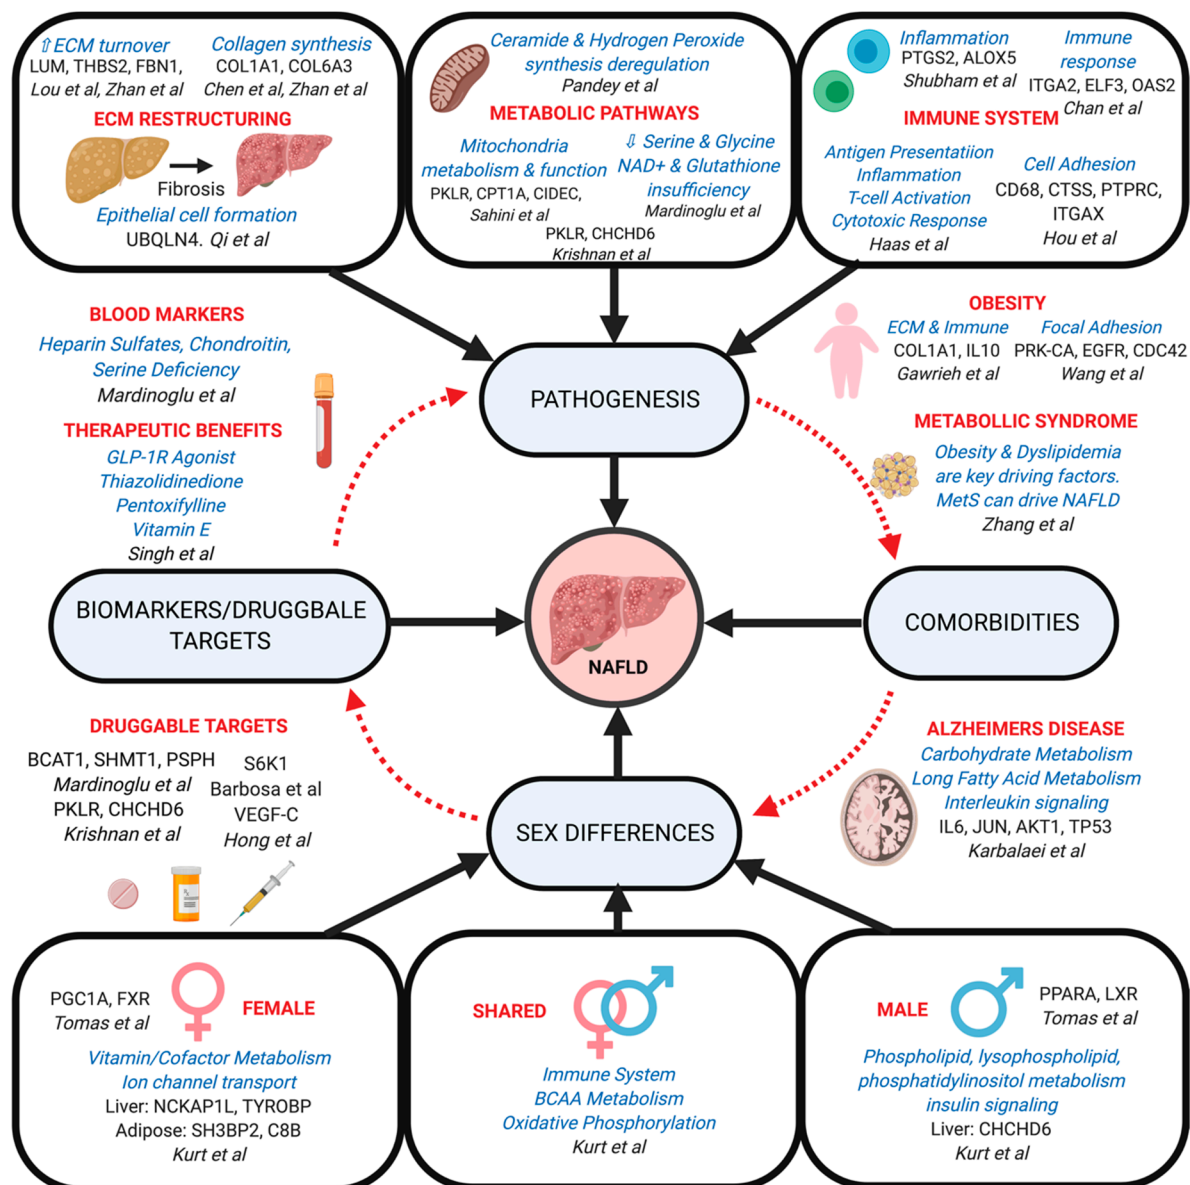 ⇧ECM turnover
LUM, THBS2, FBN1,
Lou et al, Zhan et al
Collagen synthesis
COL1A1, COL6A3
Chen et al, Zhan et al
ECM RESTRUCTURING
Fibrosis
Epithelial cell formation
UBQLN4. Qi et al
Ceramide & Hydrogen Peroxide
synthesis deregulation
Pandey et al
METABOLIC PATHWAYS
Mitochondria
metabolism & function
PKLR, CPT1A, CIDEC,
Sahini et al
⇩ Serine & Glycine
NAD+ & Glutathione
insufficiency
Mardinoglu et al
PKLR, CHCHD6
Krishnan et al
Inflammation
PTGS2, ALOX5
Shubham et al
Immune
response
ITGA2, ELF3, OAS2
Chan et al
IMMUNE SYSTEM
Antigen Presentatiion
Inflammation
T-cell Activation
Cytotoxic Response
Haas et al
Cell Adhesion
CD68, CTSS, PTPRC,
ITGAX
Hou et al
BLOOD MARKERS
Heparin Sulfates, Chondroitin,
Serine Deficiency
Mardinoglu et al
THERAPEUTIC BENEFITS
GLP-1R Agonist
Thiazolidinedione
Pentoxifylline
Vitamin E
Singh et al
PATHOGENESIS
OBESITY
ECM & Immune
COL1A1, IL10
Gawrieh et al
Focal Adhesion
PRK-CA, EGFR, CDC42
Wang et al
METABOLLIC SYNDROME
Obesity & Dyslipidemia
are key driving factors.
MetS can drive NAFLD
Zhang et al
BIOMARKERS/DRUGGBALE
TARGETS
NAFLD
COMORBIDITIES
DRUGGABLE TARGETS
BCAT1, SHMT1, PSPH
Mardinoglu et al
PKLR, CHCHD6
Krishnan et al
S6K1
Barbosa et al
VEGF-C
Hong et al
SEX DIFFERENCES
ALZHEIMERS DISEASE
Carbohydrate Metabolism
Long Fatty Acid Metabolism
Interleukin signaling
IL6, JUN, AKT1, TP53
Karbalaei et al
PGC1A, FXR
Tomas et al
FEMALE
Vitamin/Cofactor Metabolism
Ion channel transport
Liver: NCKAP1L, TYROBP
Adipose: SH3BP2, C8B
Kurt et al
SHARED
Immune System
BCAA Metabolism
Oxidative Phosphorylation
Kurt et al
MALE
PPARA, LXR
Tomas et al
Phospholipid, lysophospholipid,
phosphatidylinositol metabolism
insulin signaling
Liver: CHCHD6
Kurt et al